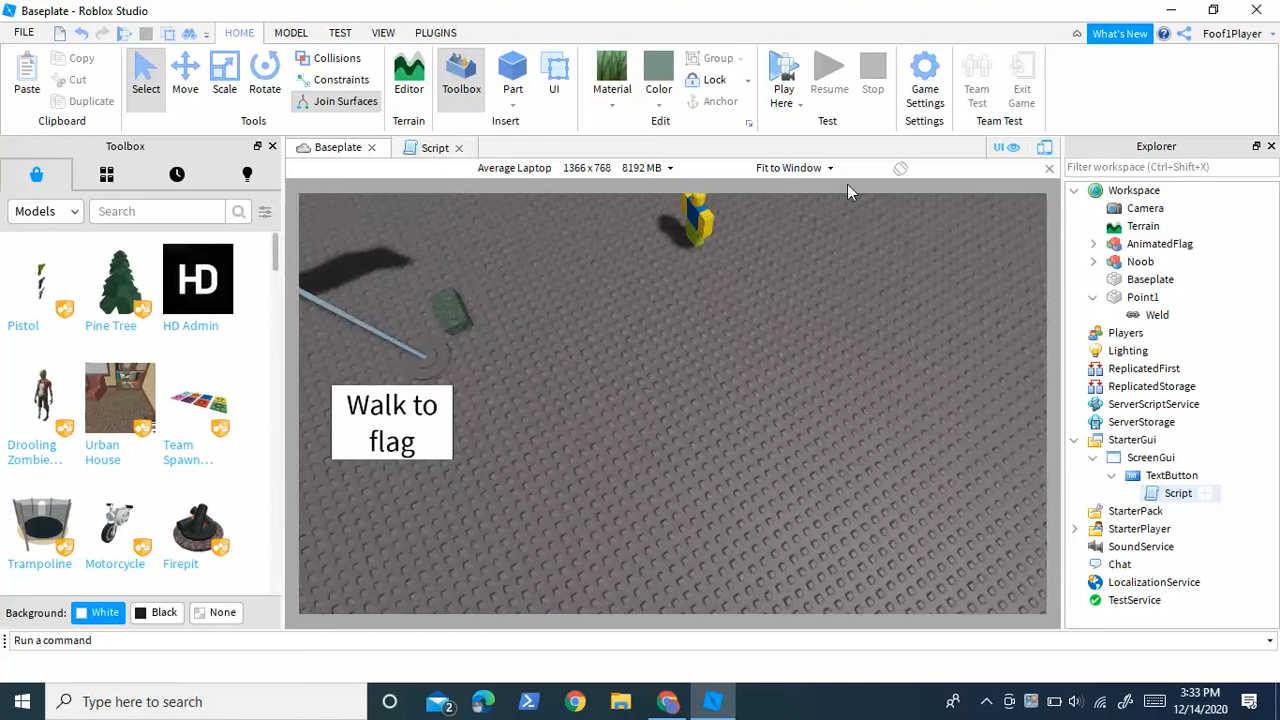 Baseplate - Roblox Studio
FILE
HOME
MODEL
TEST
VIEW
PLUGINS
What's New
Foof1Player
Paste
Copy
Cut
Duplicate
Clipboard
Select
Move
Scale
Rotate
Collisions
Constraints
Join Surfaces
Tools
Editor
Terrain
Toolbox
Part
UI
Insert
Material
Color
Group
Lock
Anchor
Edit
Play
Here
Resume
Stop
Test
Game
Settings
Settings
Team
Test
Exit
Game
Team Test
Toolbox
Models
Search
Pistol
Pine Tree
HD
HD Admin
Drooling
Zombie...
Urban
House
Team
Spawn...
Trampoline
Motorcycle
Firepit
Background:
White
Black
None
Baseplate
Script
UI
Average Laptop
1366 x 768
8192 MB
Fit to Window
Walk to
flag
Explorer
Filter workspace (Ctrl+Shift+X)
Workspace
Camera
Terrain
AnimatedFlag
Noob
Baseplate
Point1
Weld
Players
Lighting
ReplicatedFirst
ReplicatedStorage
ServerScriptService
ServerStorage
StarterGui
ScreenGui
TextButton
Script
StarterPack
StarterPlayer
SoundService
Chat
LocalizationService
TestService
Run a command
Type here to search
2
3:33 PM
12/14/2020